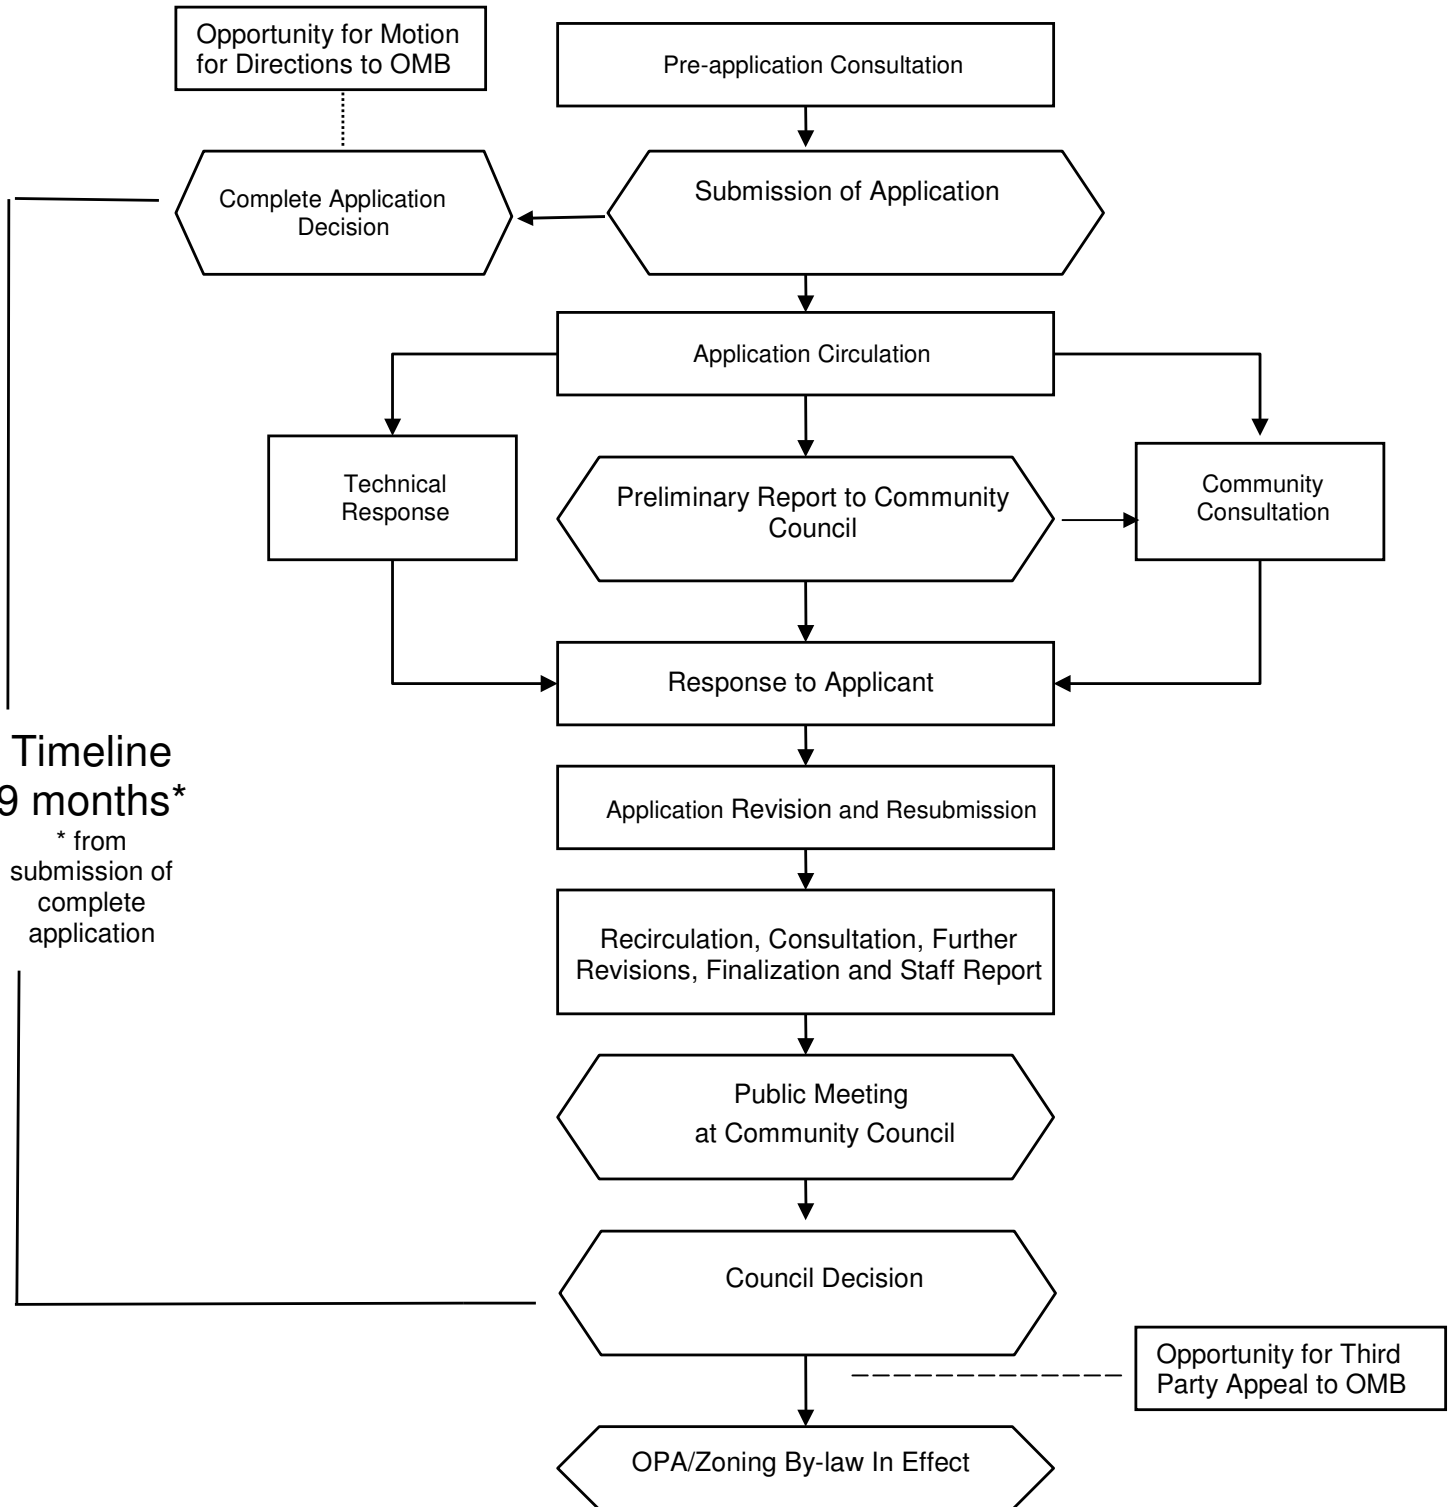 Opportunity for Motion
for Directions to OMB
Pre-application Consultation
Complete Application
Decision
Submission of Application
Application Circulation
Technical
Response
Preliminary Report to Community
Council
Community
Consultation
Response to Applicant
Timeline
9 months*
* from
submission of
complete
application
Application Revision and Resubmission
Recirculation, Consultation, Further
Revisions, Finalization and Staff Report
Public Meeting
at Community Council
Council Decision
Opportunity for Third
Party Appeal to OMB
OPA/Zoning By-law In Effect